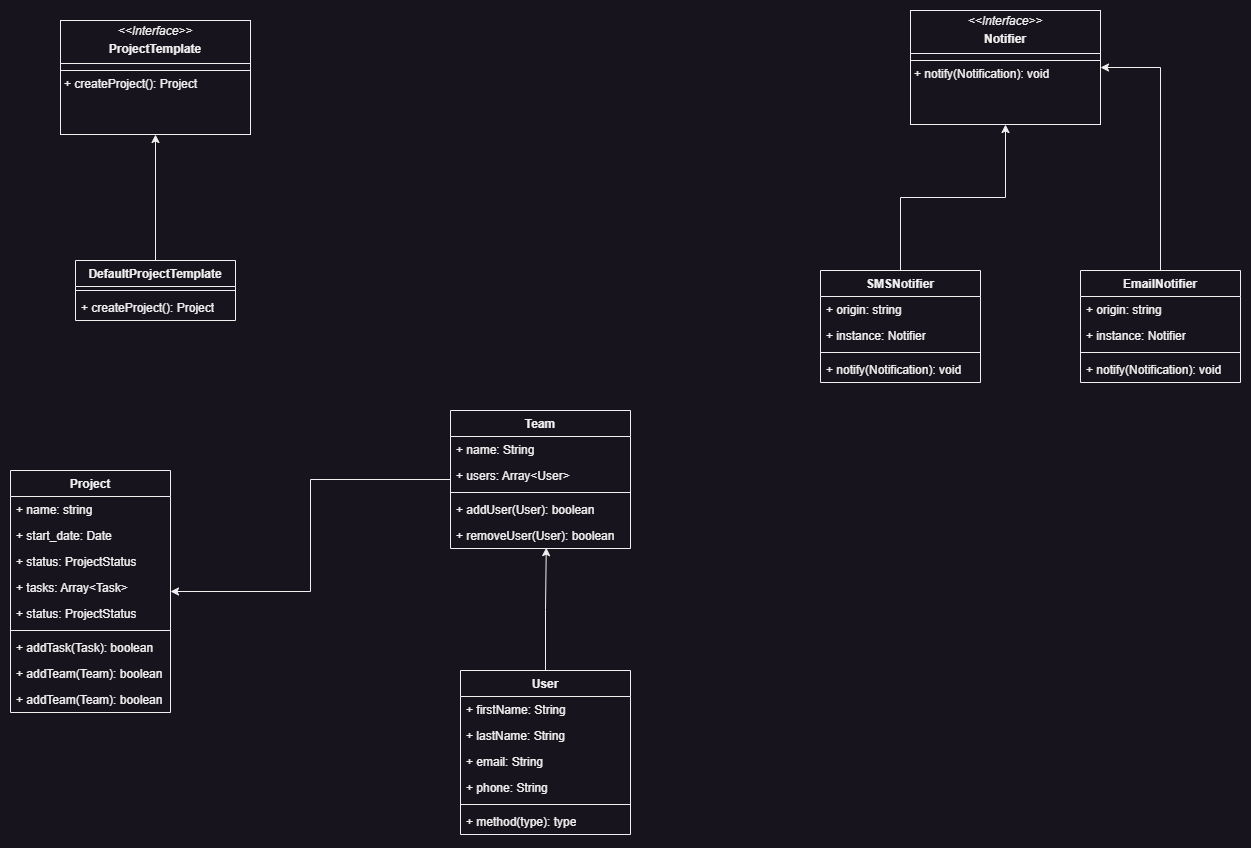 <<Interface>>
ProjectTemplate
+ createProject(): Project
<<Interface>>
Notifier
+ notify(Notification): void
DefaultProjectTemplate
+ createProject(): Project
SMSNotifier
+ origin: string
+ instance: Notifier
+ notify(Notification): void
EmailNotifier
+ origin: string
+ instance: Notifier
+ notify(Notification): void
Team
+ name: String
+ users: Array<User>
+ addUser(User): boolean
+ removeUser(User): boolean
Project
+ name: string
+ start_date: Date
+ status: ProjectStatus
+ tasks: Array<Task>
+ status: ProjectStatus
+ addTask(Task): boolean
+ addTeam(Team): boolean
+ addTeam(Team): boolean
User
+ firstName: String
+ lastName: String
+ email: String
+ phone: String
+ method(type): type